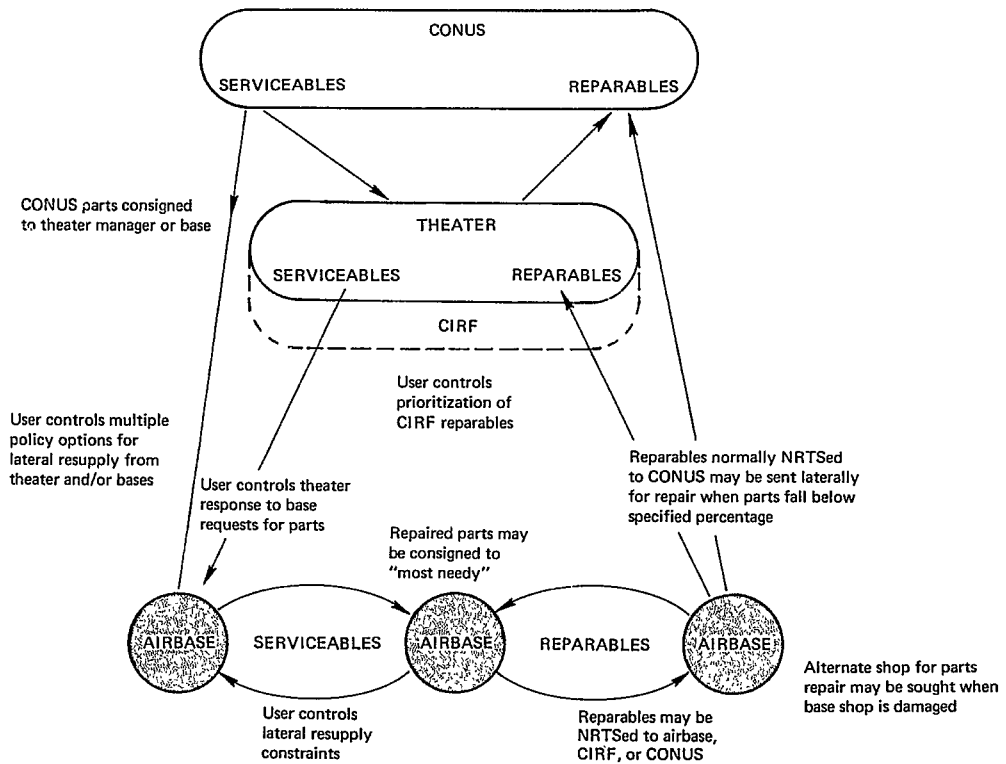 CONUS
SERVICEABLES
REPARABLES
CONUS parts consigned
to theater manager or base
THEATER
SERVICEABLES
REPARABLES
CIRF
User controls
prioritization of
CIRF reparables
User controls multiple
policy options for
lateral resupply from
theater and/or bases
User controls theater
response to base
requests for parts
Reparables normally NRTSed
to CONUS may be sent laterally
for repair when parts fall below
specified percentage
Repaired parts may
be consigned to
"most needy"
AIRBASE
SERVICEABLES
AIRBASE
REPARABLES
AIRBASE
Alternate shop for parts
repair may be sought when
base shop is damaged
User controls
lateral resupply
constraints
Reparables may be
NRTSed to airbase,
CIRF, or CONUS